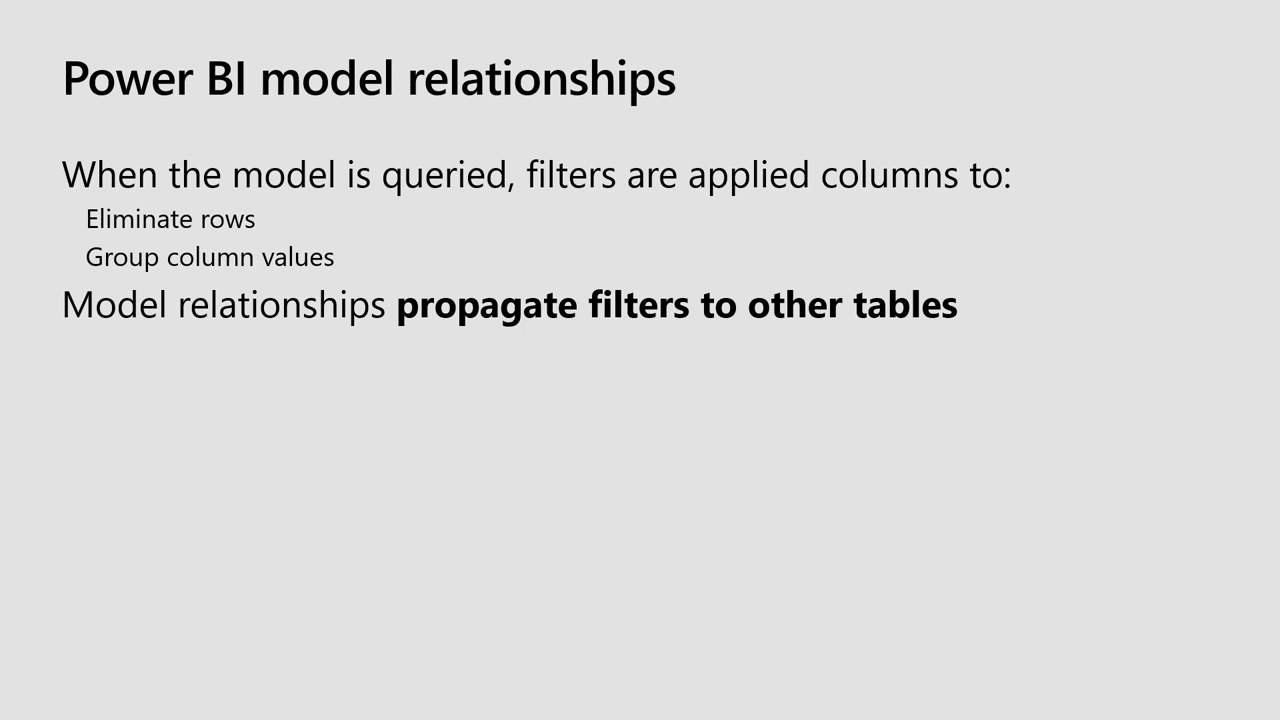 Power BI model relationships
When the model is queried, filters are applied columns to:
Eliminate rows
Group column values
Model relationships propagate filters to other tables